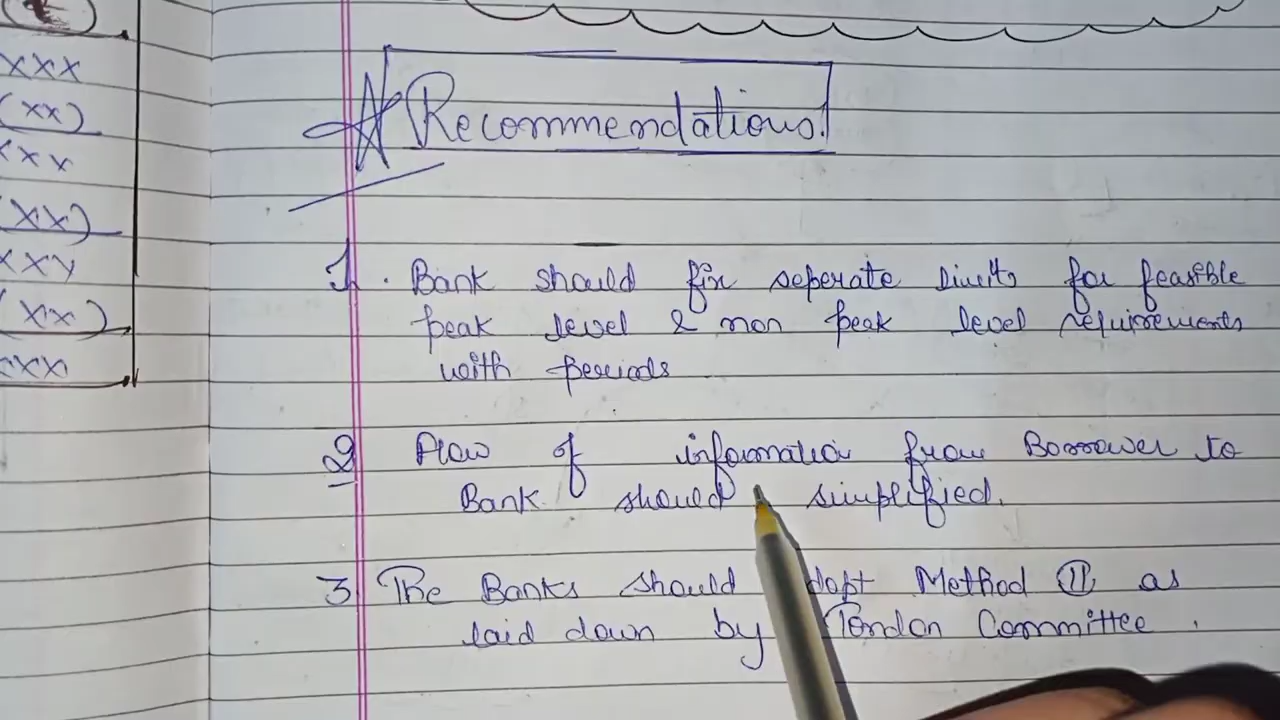 t
XXX
(XX)
XXX
(XX)
XXY
(XX)
XXX
Recommendations.
1. Bank should fix seperate limits for feasible
peak level & non peak level requirements
with periods
2 Flow of information from Borrower to
Bank should simplified.
3 The Banks should adopt Method II as
laid down by Tondon Committee.